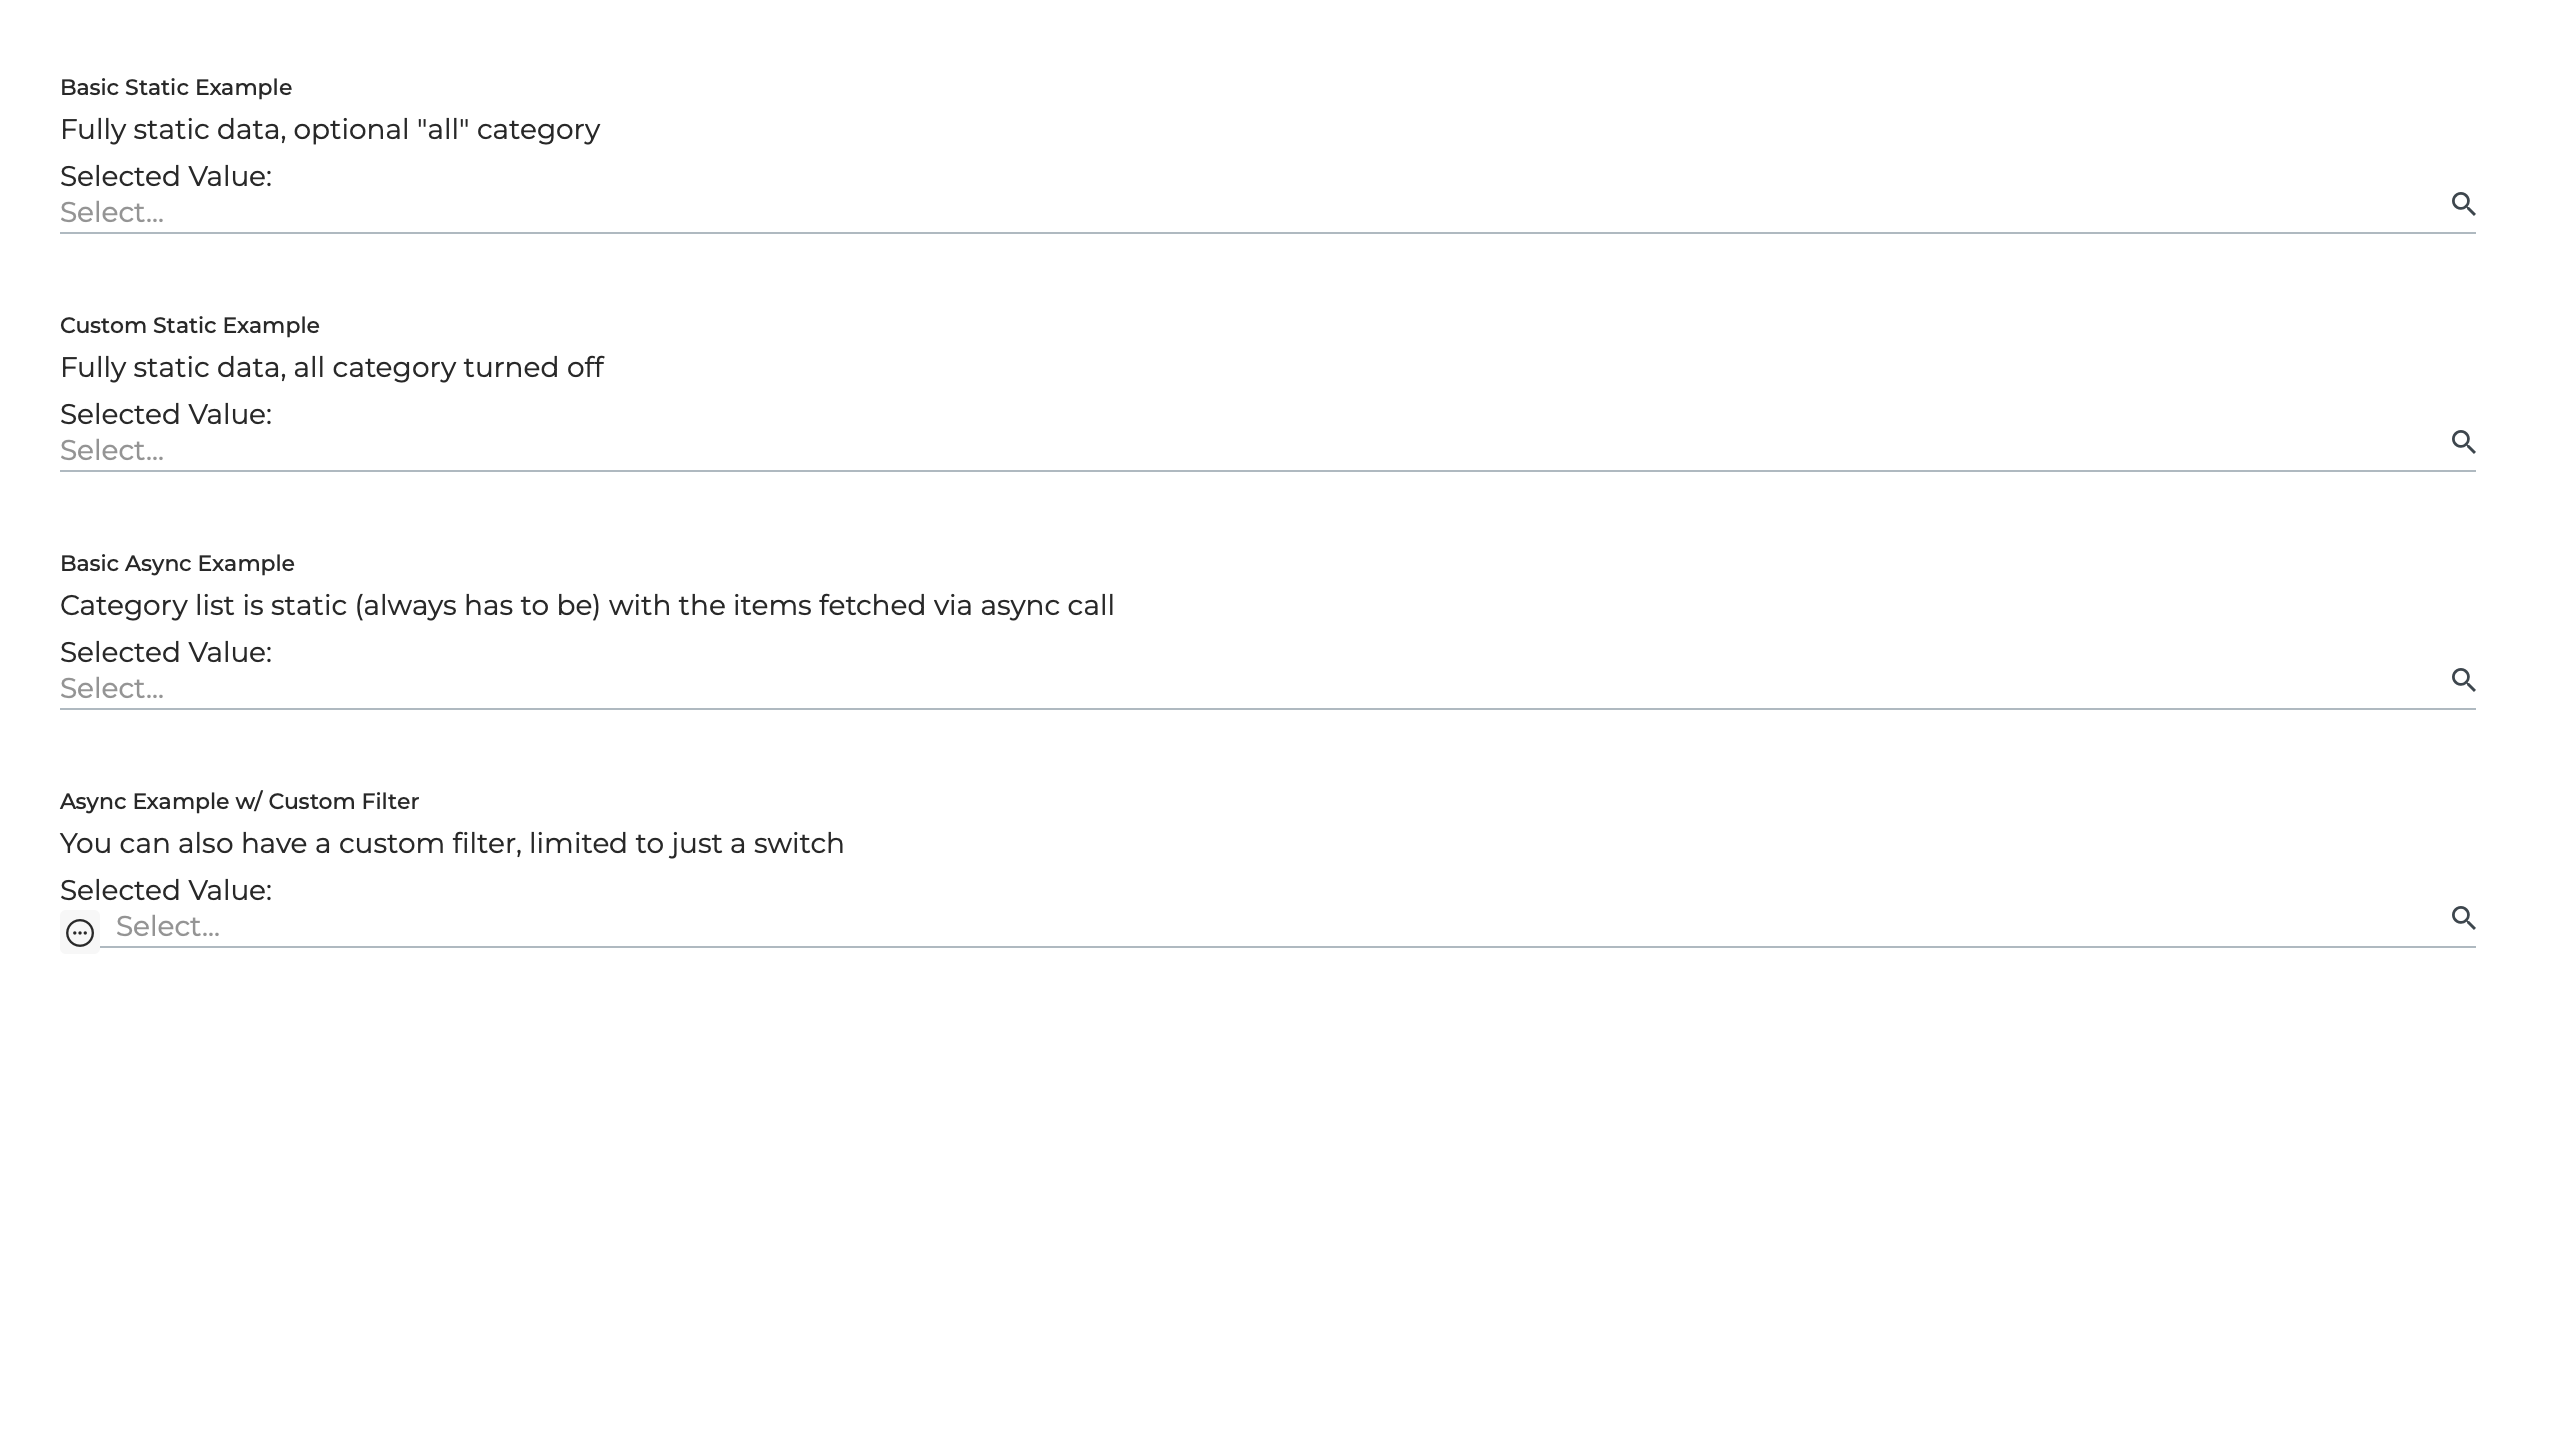 Basic Static Example
Fully static data, optional "all" category
Selected Value:
Select...
Custom Static Example
Fully static data, all category turned off
Selected Value:
Select...
Basic Async Example
Category list is static (always has to be) with the items fetched via async call
Selected Value:
Select...
Async Example w/ Custom Filter
You can also have a custom filter, limited to just a switch
Selected Value:
Select...